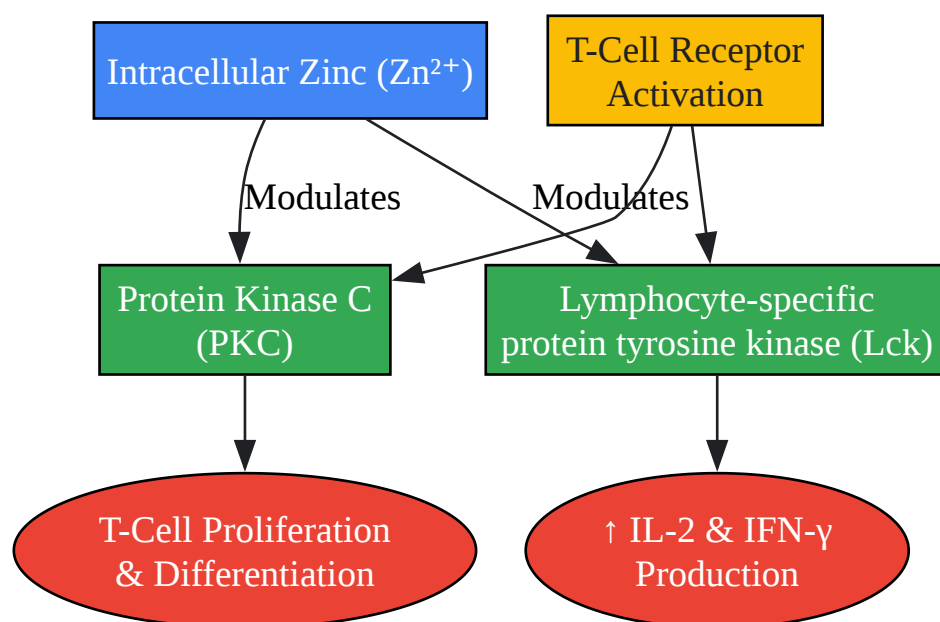 Intracellular Zinc (Zn²⁺)
T-Cell Receptor
Activation
Modulates
Modulates
Protein Kinase C
(PKC)
Lymphocyte-specific
protein tyrosine kinase (Lck)
T-Cell Proliferation
& Differentiation
↑ IL-2 & IFN-γ
Production